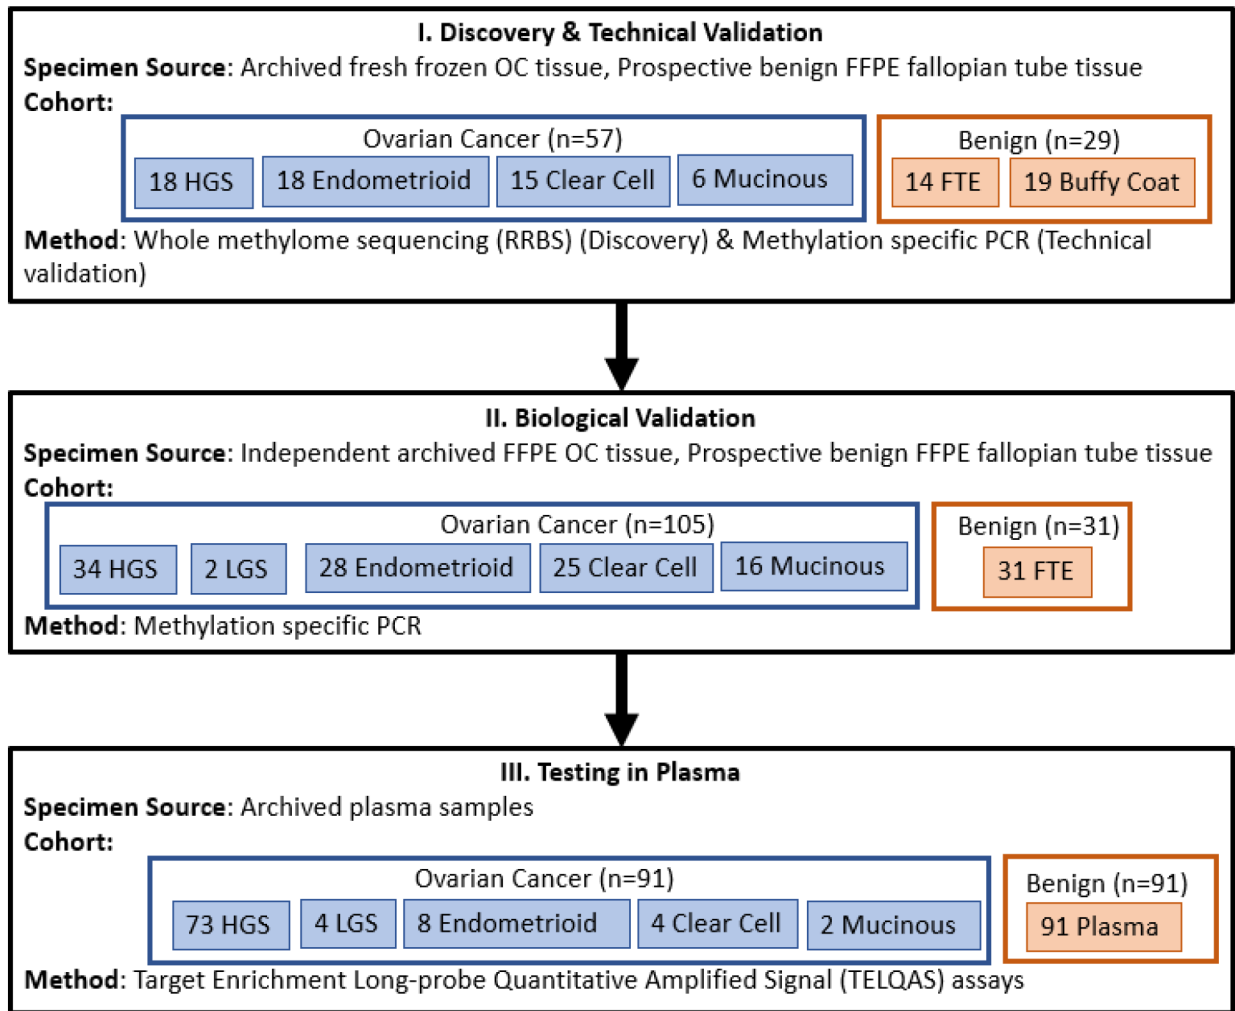 I. Discovery & Technical Validation
Specimen Source: Archived fresh frozen OC tissue, Prospective benign FFPE fallopian tube tissue
Cohort:
Ovarian Cancer (n=57)
18 HGS
18 Endometrioid
15 Clear Cell
6 Mucinous
Benign (n=29)
14 FTE
19 Buffy Coat
Method: Whole methylome sequencing (RRBS) (Discovery) & Methylation specific PCR (Technical
validation)
II. Biological Validation
Specimen Source: Independent archived FFPE OC tissue, Prospective benign FFPE fallopian tube tissue
Cohort:
Ovarian Cancer (n=105)
34 HGS
2 LGS
28 Endometrioid
25 Clear Cell
16 Mucinous
Benign (n=31)
31 FTE
Method: Methylation specific PCR
III. Testing in Plasma
Specimen Source: Archived plasma samples
Cohort:
Ovarian Cancer (n=91)
73 HGS
4 LGS
8 Endometrioid
4 Clear Cell
2 Mucinous
Benign (n=91)
91 Plasma
Method: Target Enrichment Long-probe Quantitative Amplified Signal (TELQAS) assays